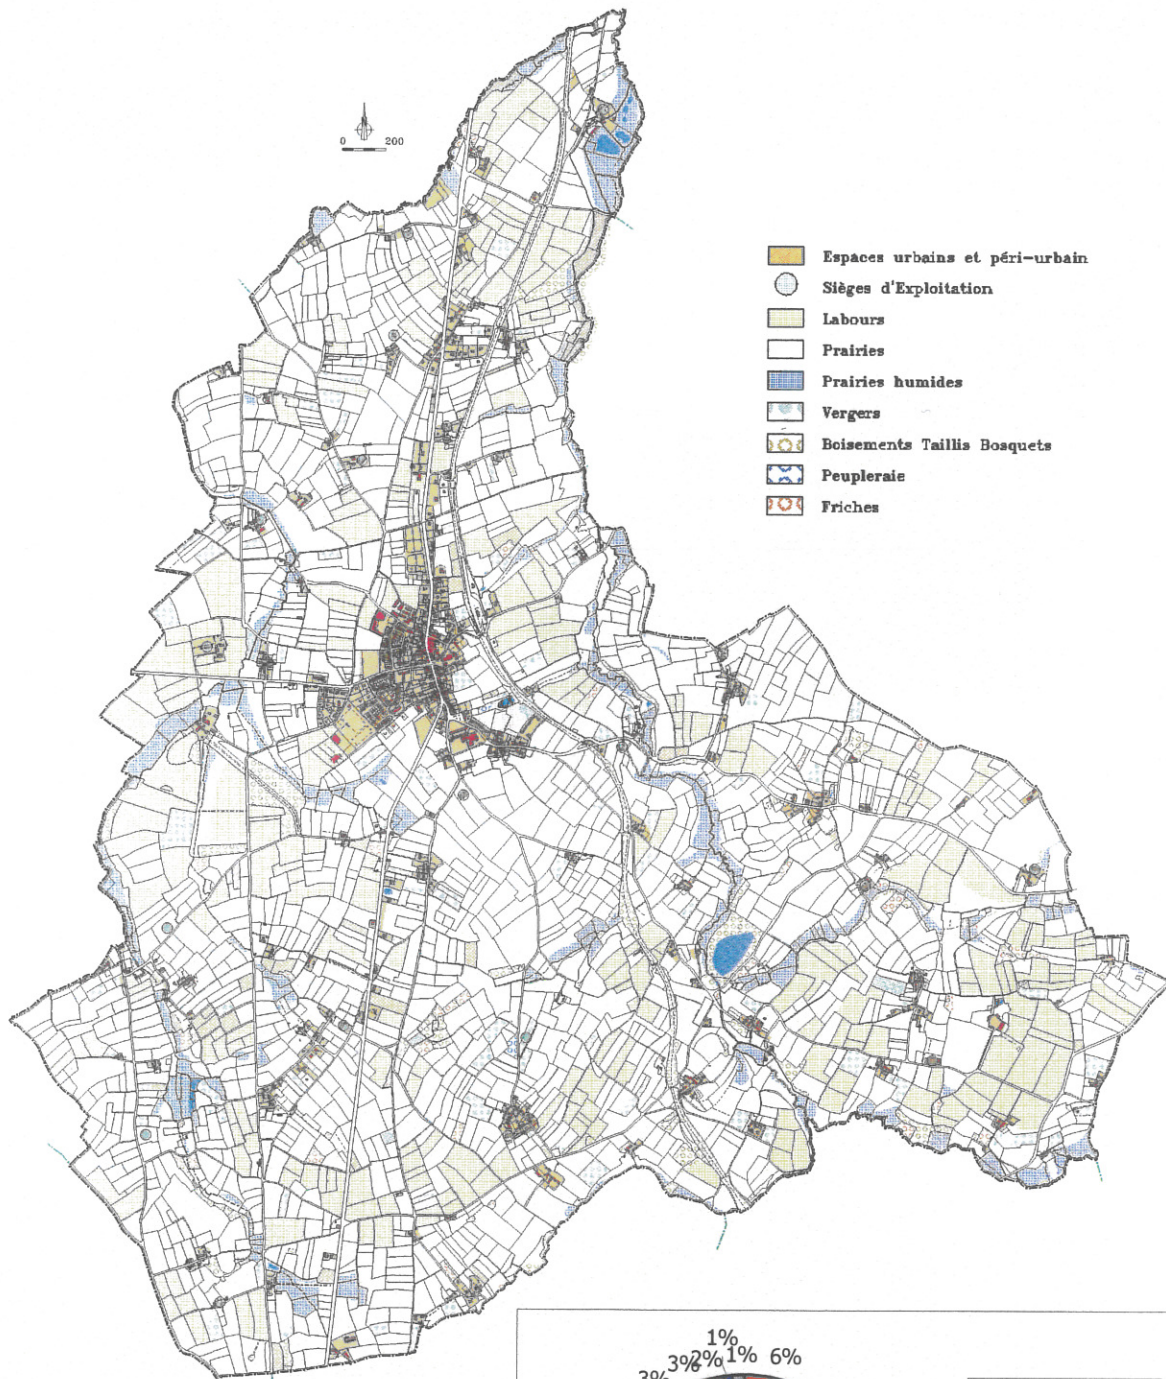 0 200
Espaces urbains et péri-urbain
Sièges d'Exploitation
Labours
Prairies
Prairies humides
Vergers
Boisements Taillis Bosquets
Peupleraie
Friches
1%
3% 3% 2% 1% 6%